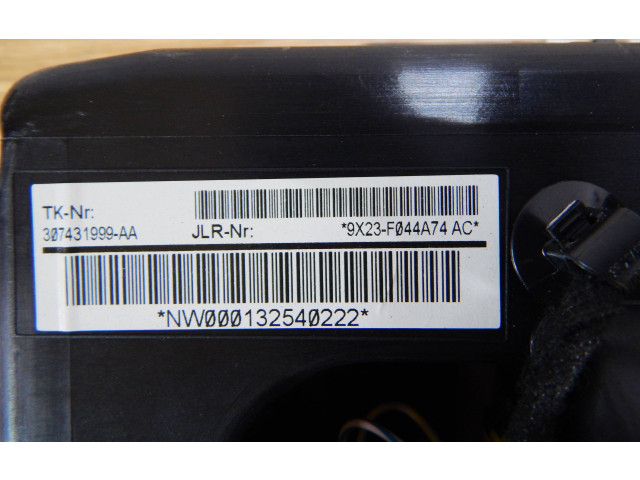 TK-Nr:
307431999-AA JLR-Nr: *9X23-F044A74 AC*
*NW000132540222*